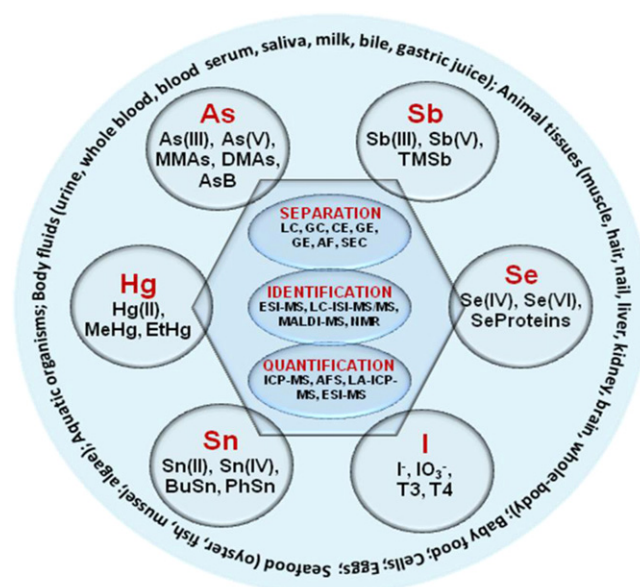 Body fluids (urine, whole blood, blood serum, saliva, milk, bile, gastric juice); Animal tissues (muscle, hair, nail, liver, kidney, brain, whole-body); Baby food; Cells; Eggs; Seafood (oyster, fish, mussel; algae); Aquatic organisms;
As
As(III), As(V),
MMAs, DMAs,
AsB
Sb
Sb(III), Sb(V),
TMSb
SEPARATION
LC, GC, CE, GE,
GE, AF, SEC
Hg
Hg(II),
MeHg, EtHg
IDENTIFICATION
ESI-MS, LC-ISI-MS/MS,
MALDI-MS, NMR
Se
Se(IV), Se(VI),
SeProteins
QUANTIFICATION
ICP-MS, AFS, LA-ICP-
MS, ESI-MS
Sn
Sn(II), Sn(IV),
BuSn, PhSn
I
I⁻, IO₃⁻,
T3, T4